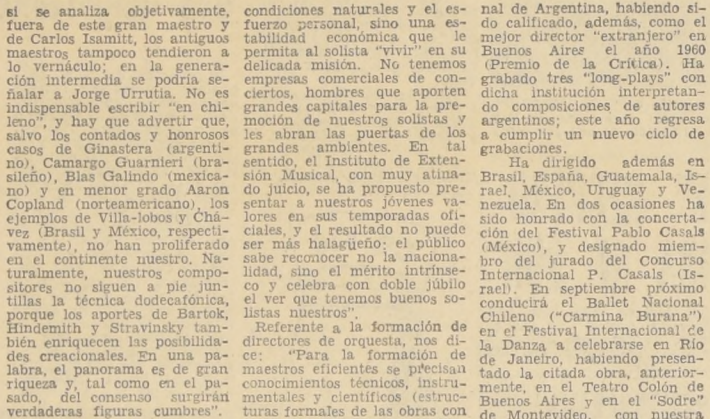 si se analiza objetivamente,
fuera de este gran maestro y
de Carlos Isamitt, los antiguos
maestros tampoco tendieron a
lo vernáculo; en la genera-
ción intermedia se podría se-
ñalar a Jorge Urrutia. No es
indispensable escribir "en chi-
leno", y hay que advertir que,
salvo los contados y honrosos
casos de Ginastera (argenti-
no), Camargo Guarnieri (bra-
sileño), Blas Galindo (mexica-
no) y en menor grado Aaron
Copland (norteamericano), los
ejemplos de Villa-lobos y Chá-
vez (Brasil y México, respecti-
vamente), no han proliferado
en el continente nuestro. Na-
turalmente, nuestros compo-
sitores no siguen a pie jun-
tillas la técnica dodecafónica,
porque los aportes de Bartok,
Hindemith y Stravinsky tam-
bién enriquecen las posibilida-
des creacionales. En una pa-
labra, el panorama es de gran
riqueza y, tal como en el pa-
sado, del consenso surgirán
verdaderas figuras cumbres".
condiciones naturales y el es-
fuerzo personal, sino una es-
tabilidad económica que le
permita al solista "vivir" en su
delicada misión. No tenemos
empresas comerciales de con-
ciertos, hombres que aporten
grandes capitales para la pre-
moción de nuestros solistas y
les abran las puertas de los
grandes ambientes. En tal
sentido, el Instituto de Exten-
sión Musical, con muy atina-
do juicio, se ha propuesto pre-
sentar a nuestros jóvenes va-
lores en sus temporadas ofi-
ciales, y el resultado no puede
ser más halagüeño: el público
sabe reconocer no la naciona-
lidad, sino el mérito intrínse-
co y celebra con doble júbilo
el ver que tenemos buenos so-
listas nuestros".
Referente a la formación de
directores de orquesta, nos di-
ce: "Para la formación de
maestros eficientes se precisan
conocimientos técnicos, instru-
mentales y científicos (estruc-
turas formales de las obras con
nal de Argentina, habiendo si-
do calificado, además, como el
mejor director "extranjero" en
Buenos Aires el año 1960
(Premio de la Crítica). Ha
grabado tres "long-plays" con
dicha institución interpretan-
do composiciones de autores
argentinos; este año regresa
a cumplir un nuevo ciclo de
grabaciones.
Ha dirigido además en
Brasil, España, Guatemala, Is-
rael, México, Uruguay y Ve-
nezuela. En dos ocasiones ha
sido honrado con la concerta-
ción del Festival Pablo Casals
(México), y designado miem-
bro del jurado del Concurso
Internacional P. Casals (Is-
rael). En septiembre próximo
conducirá el Ballet Nacional
Chileno ("Carmina Burana")
en el Festival Internacional de
la Danza a celebrarse en Río
de Janeiro, habiendo presen-
tado la citada obra, anterior-
mente, en el Teatro Colón de
Buenos Aires y en el "Sodre"
de Montevideo, con nuestra